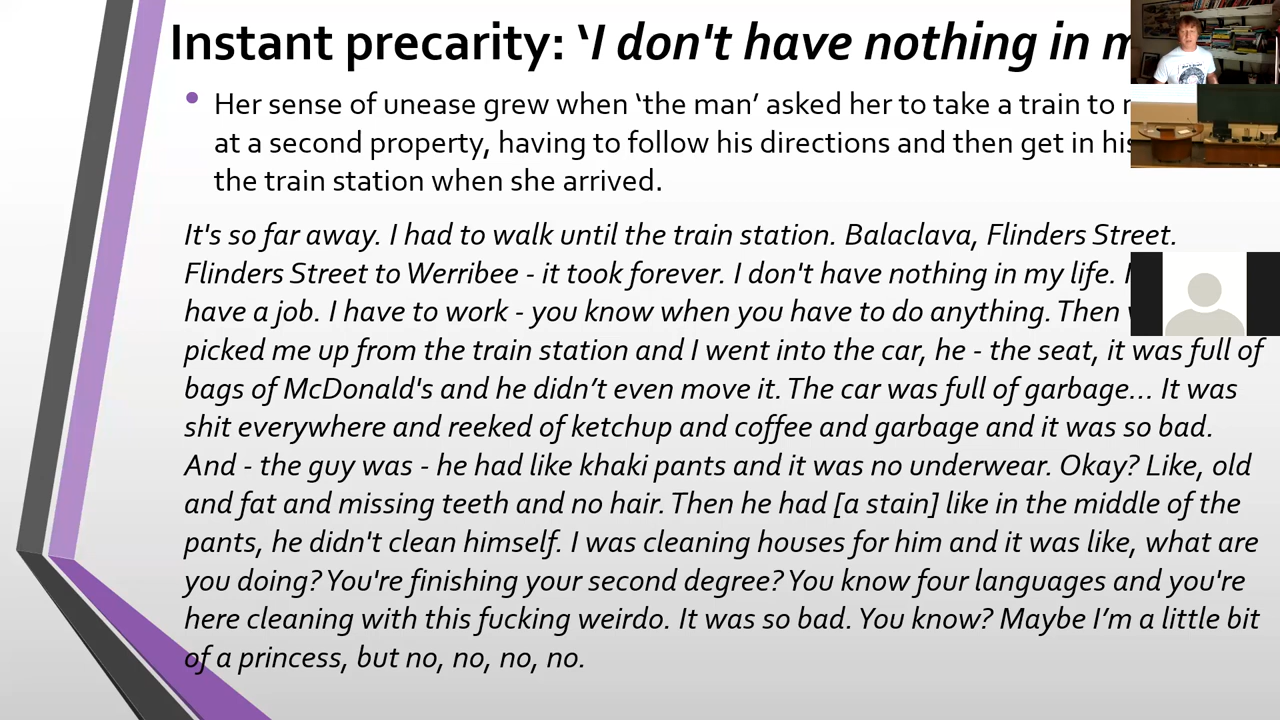 Instant precarity: ‘I don't have nothing in
Her sense of unease grew when ‘the man’ asked her to take a train to
at a second property, having to follow his directions and then get in his
the train station when she arrived.
It's so far away. I had to walk until the train station. Balaclava, Flinders Street.
Flinders Street to Werribee - it took forever. I don't have nothing in my life.
have a job. I have to work - you know when you have to do anything. Then
picked me up from the train station and I went into the car, he - the seat, it was full of
bags of McDonald's and he didn’t even move it. The car was full of garbage... It was
shit everywhere and reeked of ketchup and coffee and garbage and it was so bad.
And - the guy was - he had like khaki pants and it was no underwear. Okay? Like, old
and fat and missing teeth and no hair. Then he had [a stain] like in the middle of the
pants, he didn't clean himself. I was cleaning houses for him and it was like, what are
you doing? You're finishing your second degree? You know four languages and you're
here cleaning with this fucking weirdo. It was so bad. You know? Maybe I’m a little bit
of a princess, but no, no, no, no.